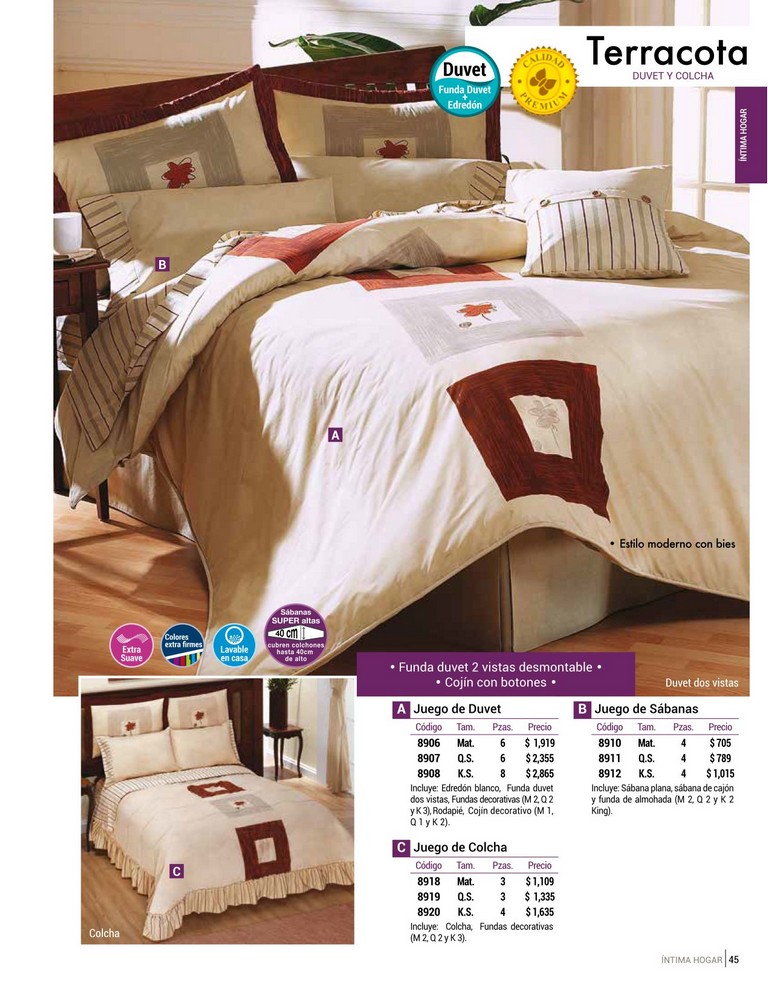 Terracota
DUVET Y COLCHA
Duvet
Funda Duvet
+
Edredón
CALIDAD
PREMIUM
ÍNTIMA HOGAR
B
A
• Estilo moderno con bies
Extra
Suave
Colores
extra firmes
Lavable
en casa
Sábanas
SUPER altas
40 cm
cubren colchones
hasta 40cm
de alto
• Funda duvet 2 vistas desmontable •
• Cojín con botones •
Duvet dos vistas
A Juego de Duvet
Código Tam. Pzas. Precio
8906 Mat. 6 $ 1,919
8907 Q.S. 6 $ 2,355
8908 K.S. 8 $ 2,865
Incluye: Edredón blanco, Funda duvet
dos vistas, Fundas decorativas (M 2, Q 2
y K 3), Rodapié, Cojín decorativo (M 1,
Q 1 y K 2).
B Juego de Sábanas
Código Tam. Pzas. Precio
8910 Mat. 4 $ 705
8911 Q.S. 4 $ 789
8912 K.S. 4 $ 1,015
Incluye: Sábana plana, sábana de cajón
y funda de almohada (M 2, Q 2 y K 2
King).
C Juego de Colcha
Código Tam. Pzas. Precio
8918 Mat. 3 $ 1,109
8919 Q.S. 3 $ 1,335
8920 K.S. 4 $ 1,635
Incluye: Colcha, Fundas decorativas
(M 2, Q 2 y K 3).
C
Colcha
ÍNTIMA HOGAR 45